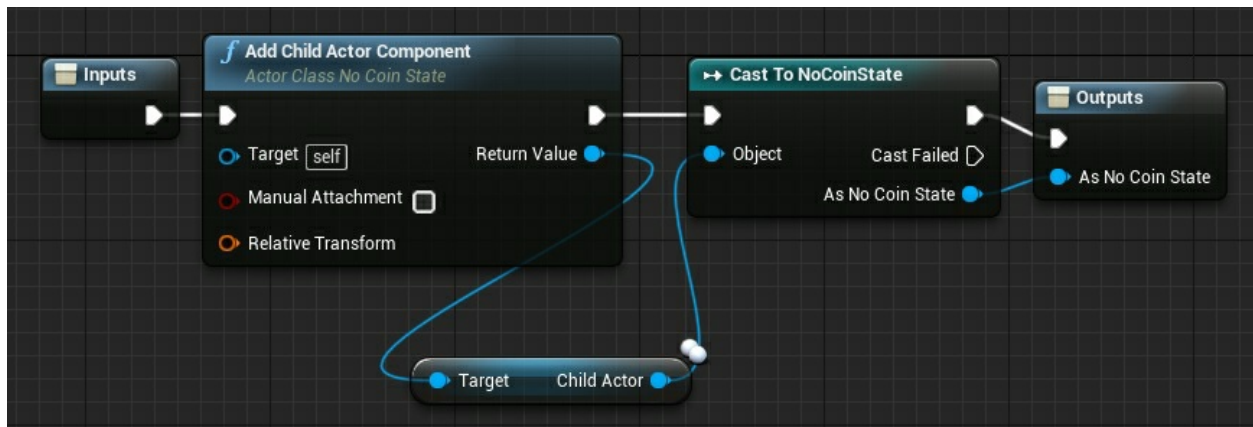 Inputs
f Add Child Actor Component
Actor Class No Coin State
Target self
Return Value
Manual Attachment
Relative Transform
Cast To NoCoinState
Object
Cast Failed
As No Coin State
Outputs
As No Coin State
Target
Child Actor